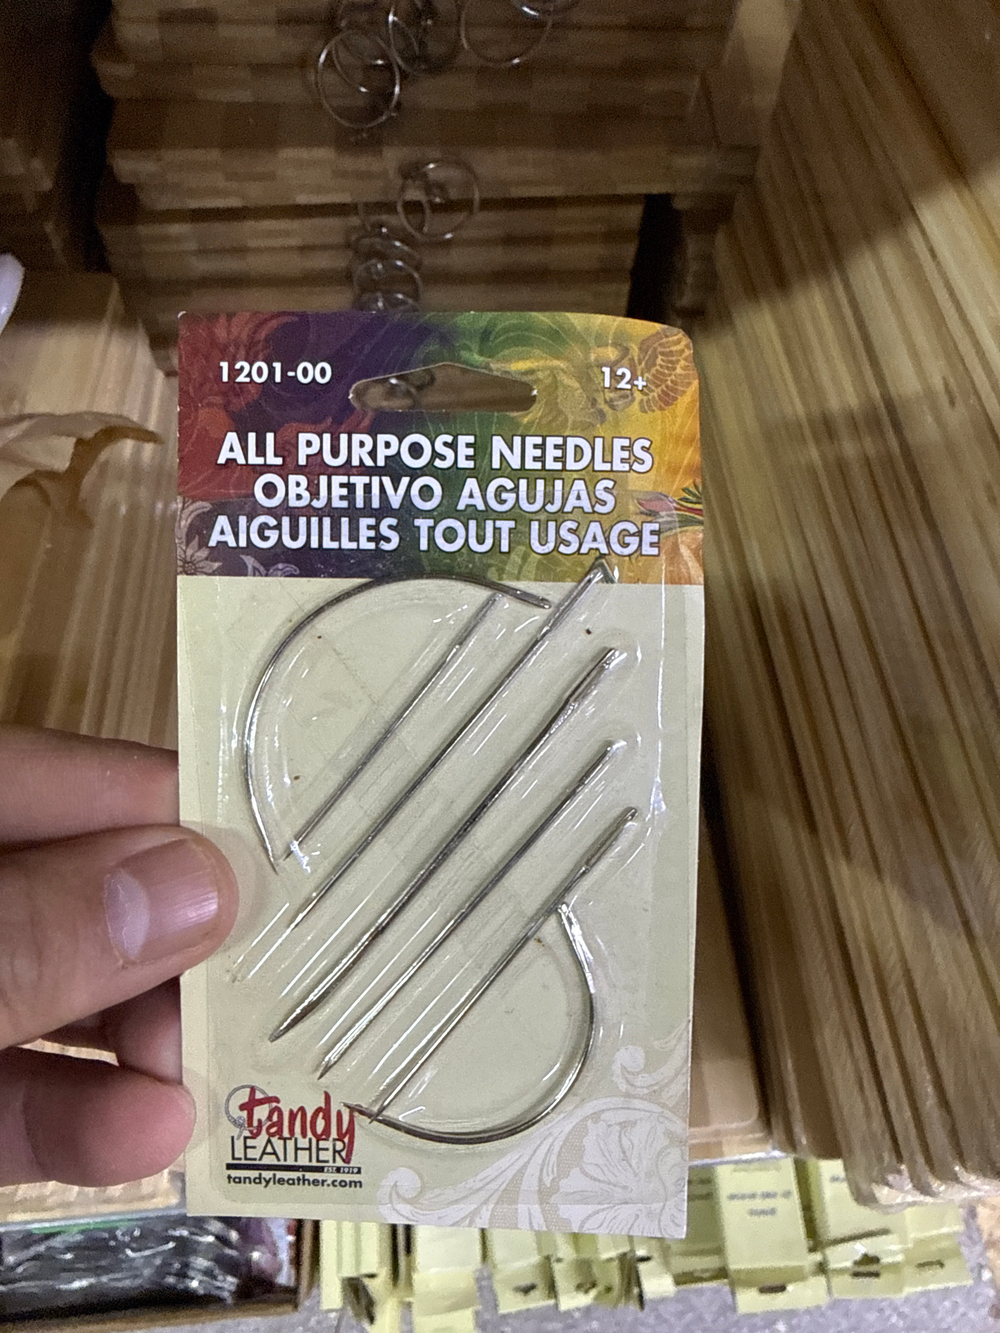 1201-00
12+
ALL PURPOSE NEEDLES
OBJETIVO AGUJAS
AIGUILLES TOUT USAGE
tandy
LEATHER
EST. 1919
tandyleather.com